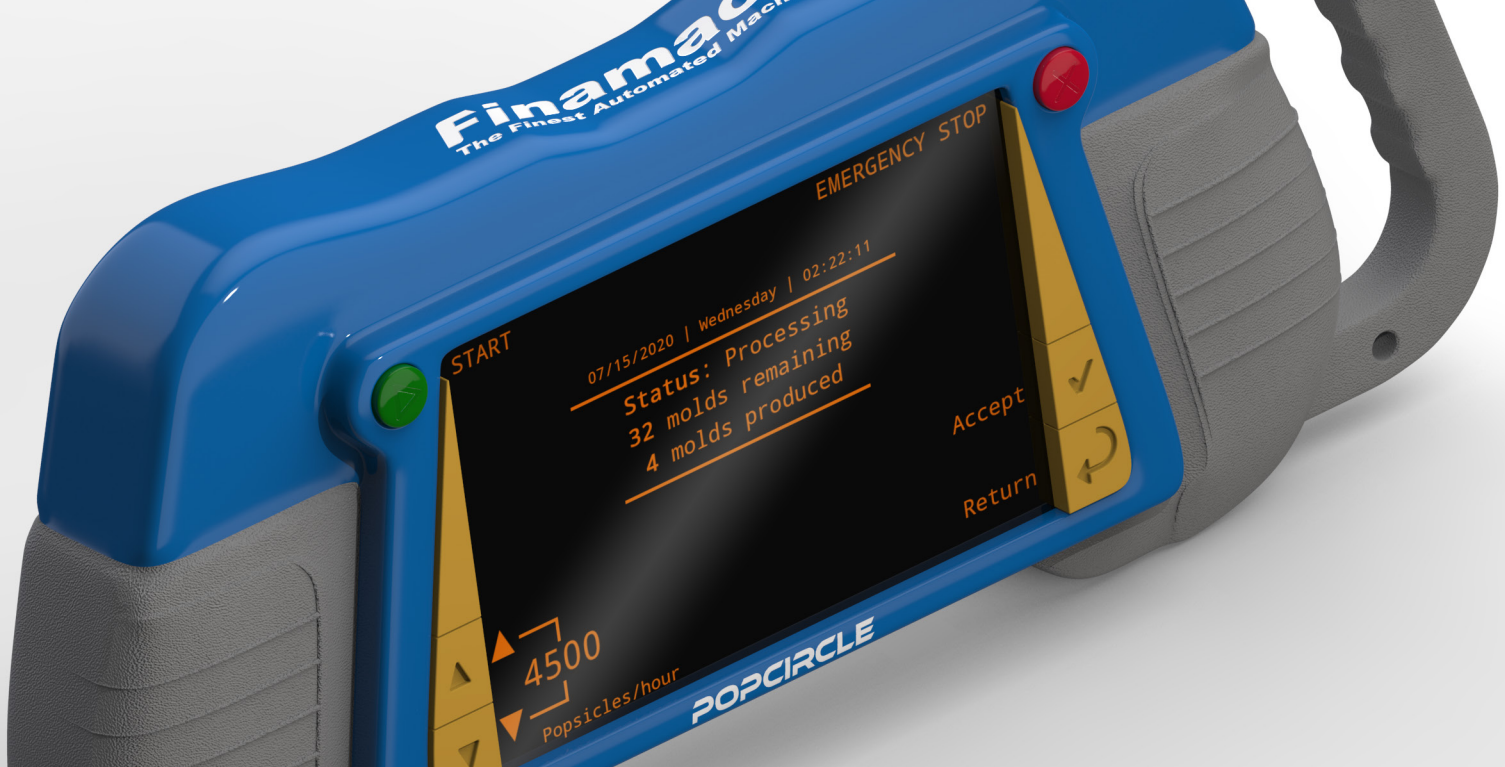 Finamac
The Finest Automated Mach
EMERGENCY STOP
START
07/15/2020 | Wednesday | 02:22:11
Status: Processing
32 molds remaining
4 molds produced
Accept
Return
4500
Popsicles/hour
POPCIRCLE